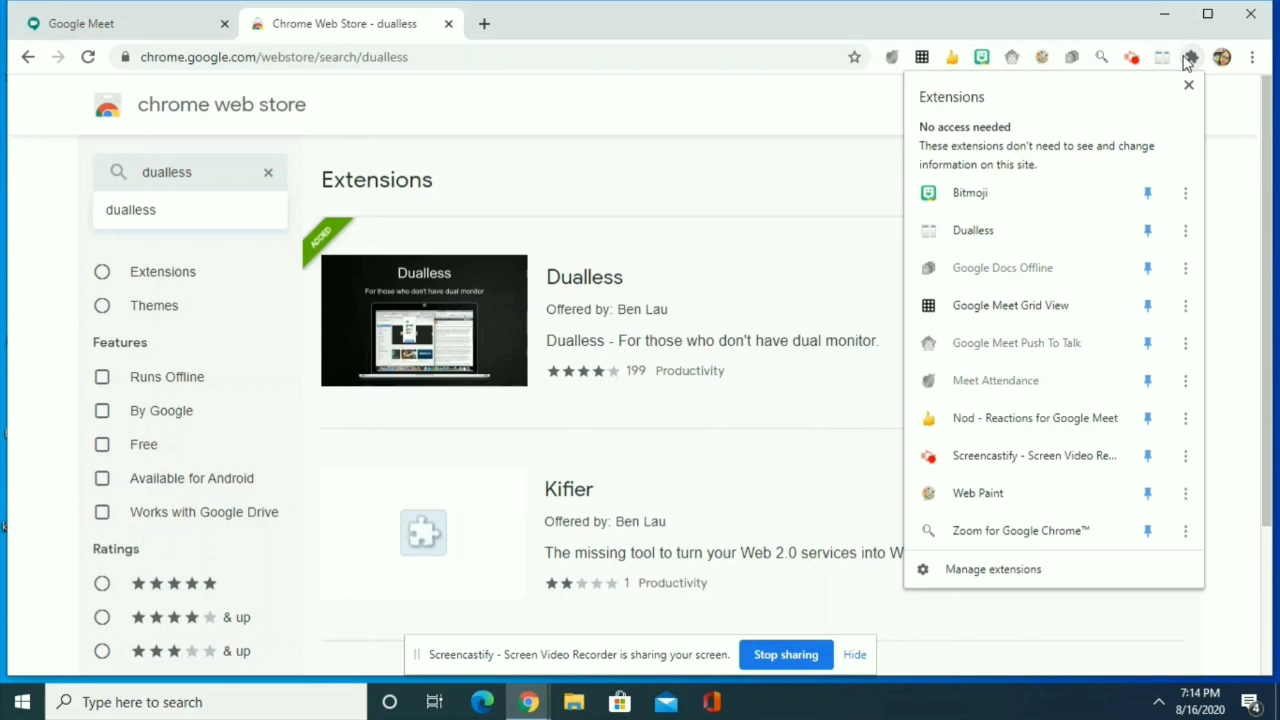 Google Meet
Chrome Web Store - dualless
chrome.google.com/webstore/search/dualless
chrome web store
dualless
dualless
Extensions
Themes
Features
Runs Offline
By Google
Free
Available for Android
Works with Google Drive
Ratings
& up
& up
Extensions
ADDED
Dualless
For those who don't have dual monitor
Dualless
Offered by: Ben Lau
Dualless - For those who don't have dual monitor.
199 Productivity
Kifier
Offered by: Ben Lau
The missing tool to turn your Web 2.0 services into W
1 Productivity
Extensions
No access needed
These extensions don't need to see and change
information on this site.
Bitmoji
Dualless
Google Docs Offline
Google Meet Grid View
Google Meet Push To Talk
Meet Attendance
Nod - Reactions for Google Meet
Screencastify - Screen Video Re...
Web Paint
Zoom for Google Chrome™
Manage extensions
Screencastify - Screen Video Recorder is sharing your screen.
Stop sharing
Hide
Type here to search
7:14 PM
8/16/2020
4